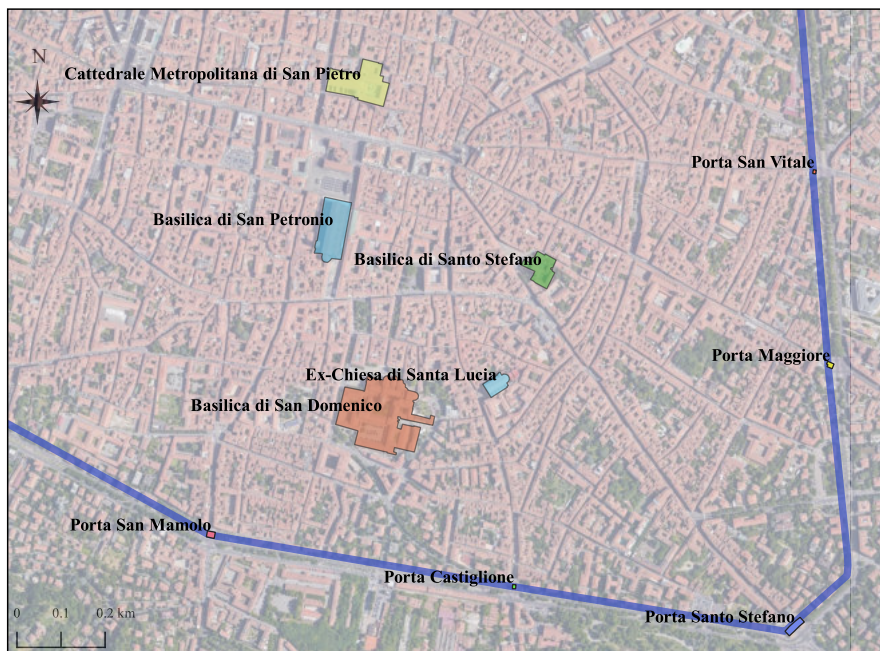 N
Cattedrale Metropolitana di San Pietro
Porta San Vitale
Basilica di San Petronio
Basilica di Santo Stefano
Porta Maggiore
Ex-Chiesa di Santa Lucia
Basilica di San Domenico
Porta San Mamolo
Porta Castiglione
Porta Santo Stefano
0 0.1 0.2 km